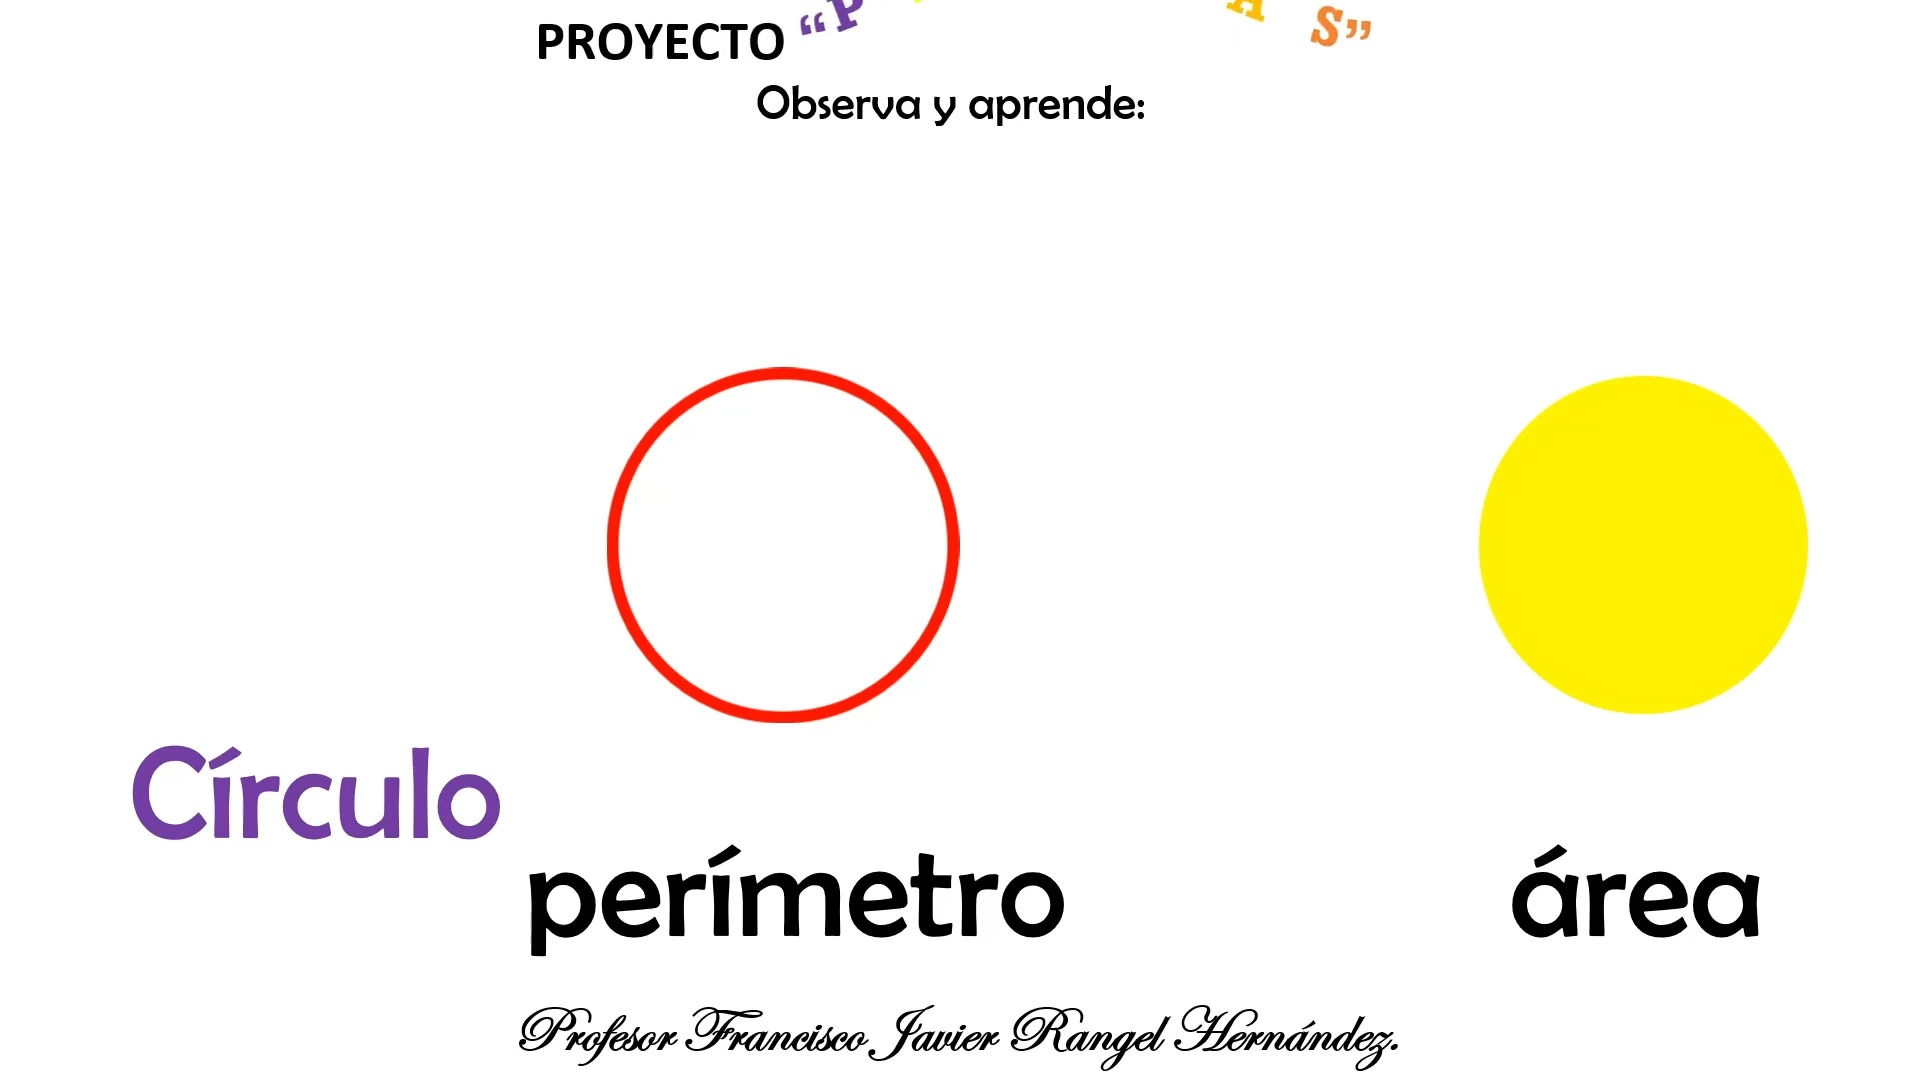 PROYECTO
Observa y aprende:
Círculo
perímetro
área
Profesor Francisco Javier Rangel Hernández.